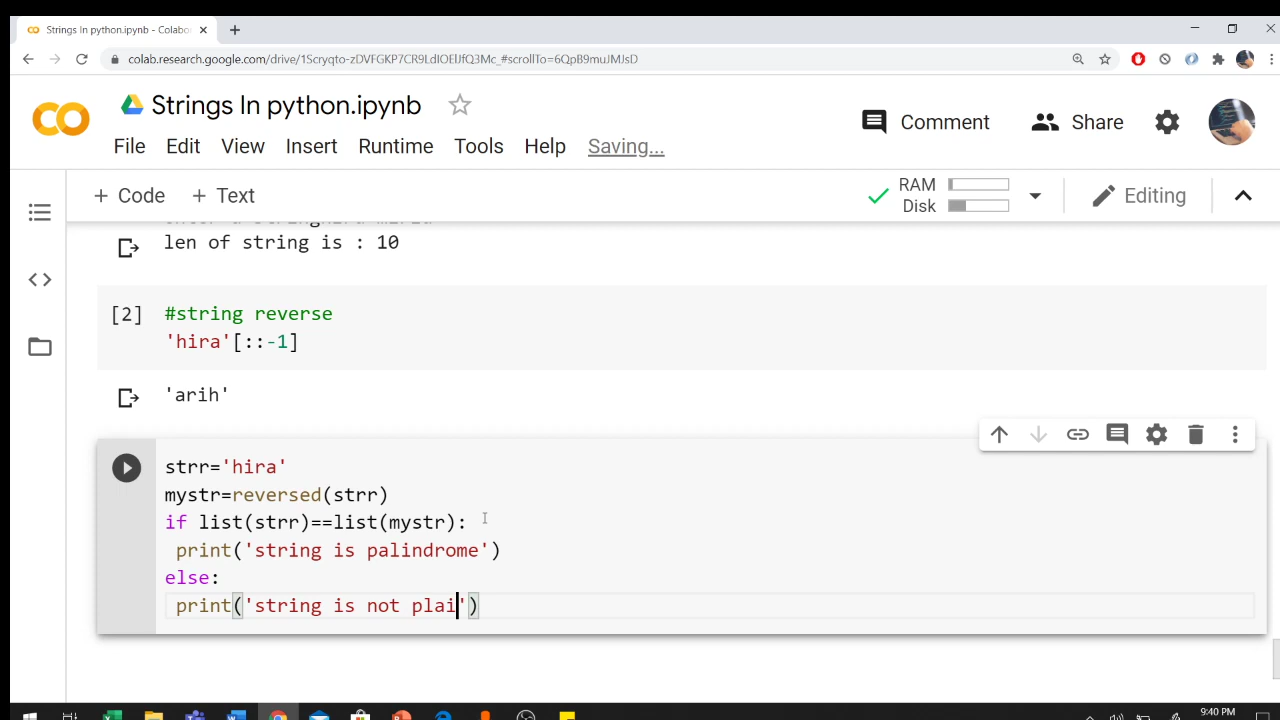 Strings In python.ipynb - Colabo
colab.research.google.com/drive/1Scryqto-zDVFGKP7CR9LdIOElJfQ3Mc_#scrollTo=6QpB9muJMJsD
Strings In python.ipynb
Comment
Share
File Edit View Insert Runtime Tools Help Saving...
+ Code + Text
RAM
Disk
Editing
len of string is : 10
[2] #string reverse
'hira'[::-1]
'arih'
strr='hira'
mystr=reversed(strr)
if list(strr)==list(mystr):
print('string is palindrome')
else:
print('string is not plai')
9:40 PM